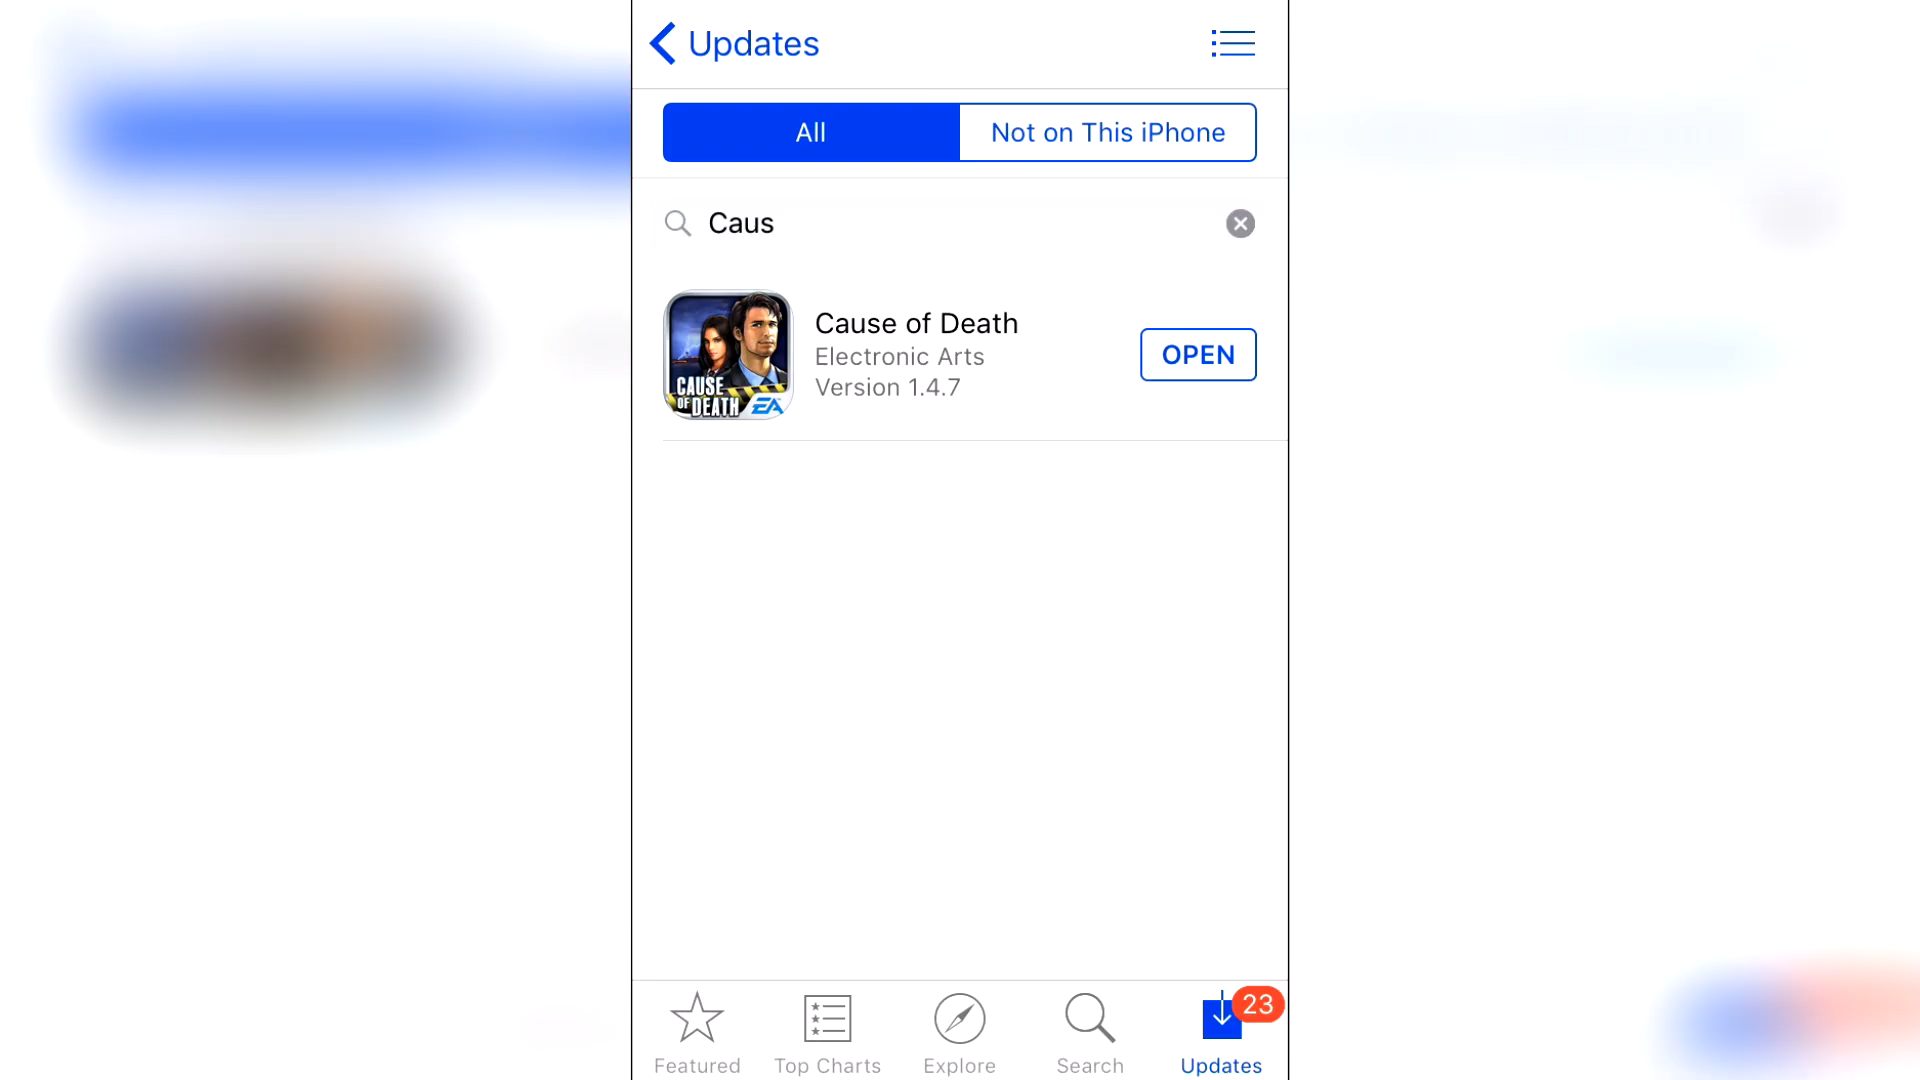 Updates
All
Not on This iPhone
Caus
Cause of Death
Electronic Arts
Version 1.4.7
OPEN
CAUSE
OF DEATH
EA
23
Featured
Top Charts
Explore
Search
Updates